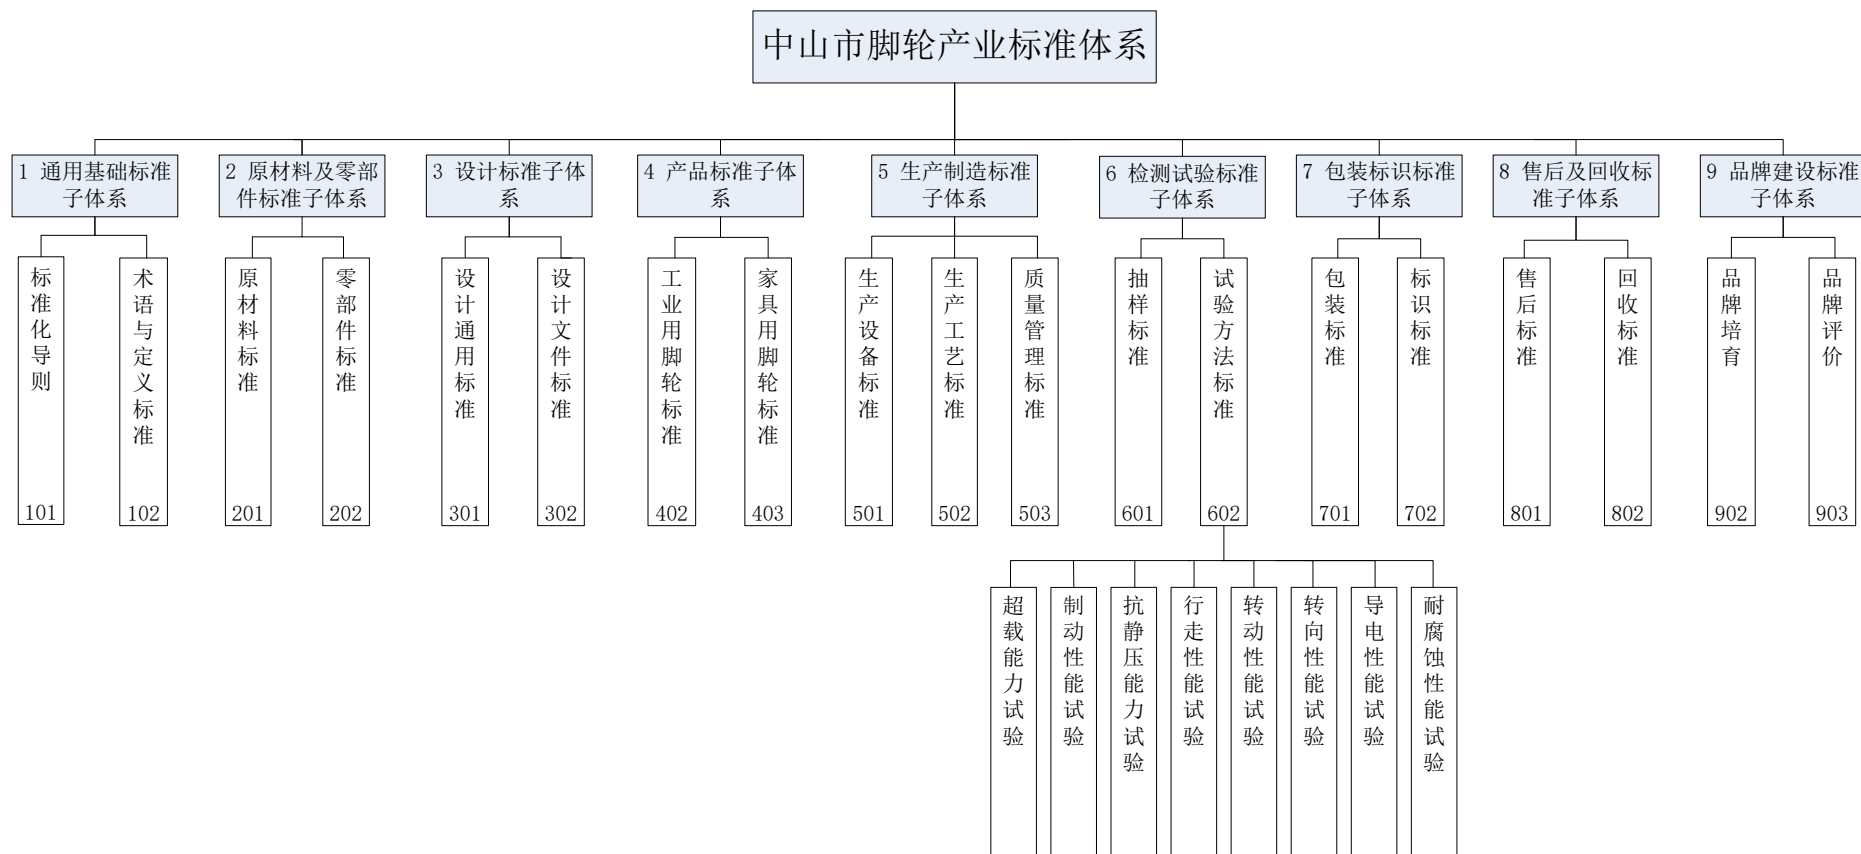 中山市脚轮产业标准体系
1 通用基础标准
子体系
2 原材料及零部
件标准子体系
3 设计标准子体
系
4 产品标准子体
系
5 生产制造标准
子体系
6 检测试验标准
子体系
7 包装标识标准
子体系
8 售后及回收标
准子体系
9 品牌建设标准
子体系
标准化导则
101
术语与定义标准
102
原材料标准
201
零部件标准
202
设计通用标准
301
设计文件标准
302
工业用脚轮标准
402
家具用脚轮标准
403
生产设备标准
501
生产工艺标准
502
质量管理标准
503
抽样标准
601
试验方法标准
602
包装标准
701
标识标准
702
售后标准
801
回收标准
802
品牌培育
902
品牌评价
903
超载能力试验
制动性能试验
抗静压能力试验
行走性能试验
转动性能试验
转向性能试验
导电性能试验
耐腐蚀性能试验